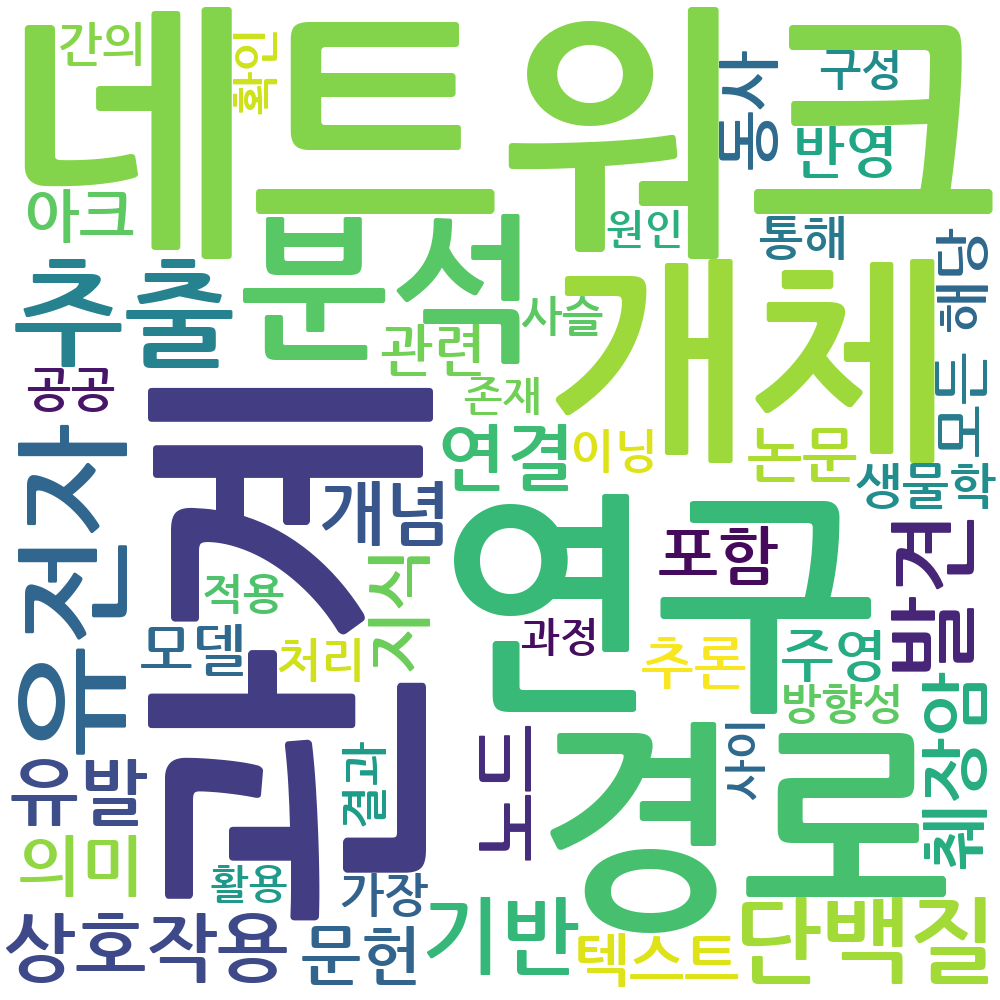 네트워크
간의
확인
동사
구성
반영
아크
추출
분석
원인
통해
해당
사슬
개체
관련
공공
존재
모든
연결
이닝
논문
생물학
유전자
관계
개념
연구
포함
발견
지식
적용
모델
처리
과정
추론
주영
방향성
췌장암
경로
노드
사이
유발
결과
의미
활용
가장
상호작용
문헌
기반
텍스트
단백질